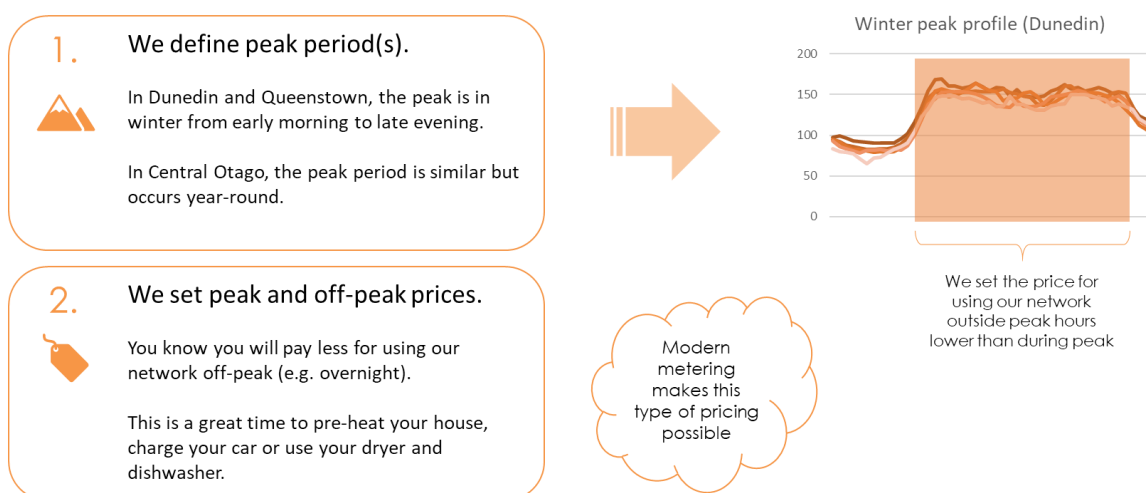 1.
We define peak period(s).
In Dunedin and Queenstown, the peak is in
winter from early morning to late evening.
In Central Otago, the peak period is similar but
occurs year-round.
Winter peak profile (Dunedin)
200
150
100
50
0
We set the price for
using our network
outside peak hours
lower than during peak
2.
We set peak and off-peak prices.
You know you will pay less for using our
network off-peak (e.g. overnight).
This is a great time to pre-heat your house,
charge your car or use your dryer and
dishwasher.
Modern
metering
makes this
type of pricing
possible